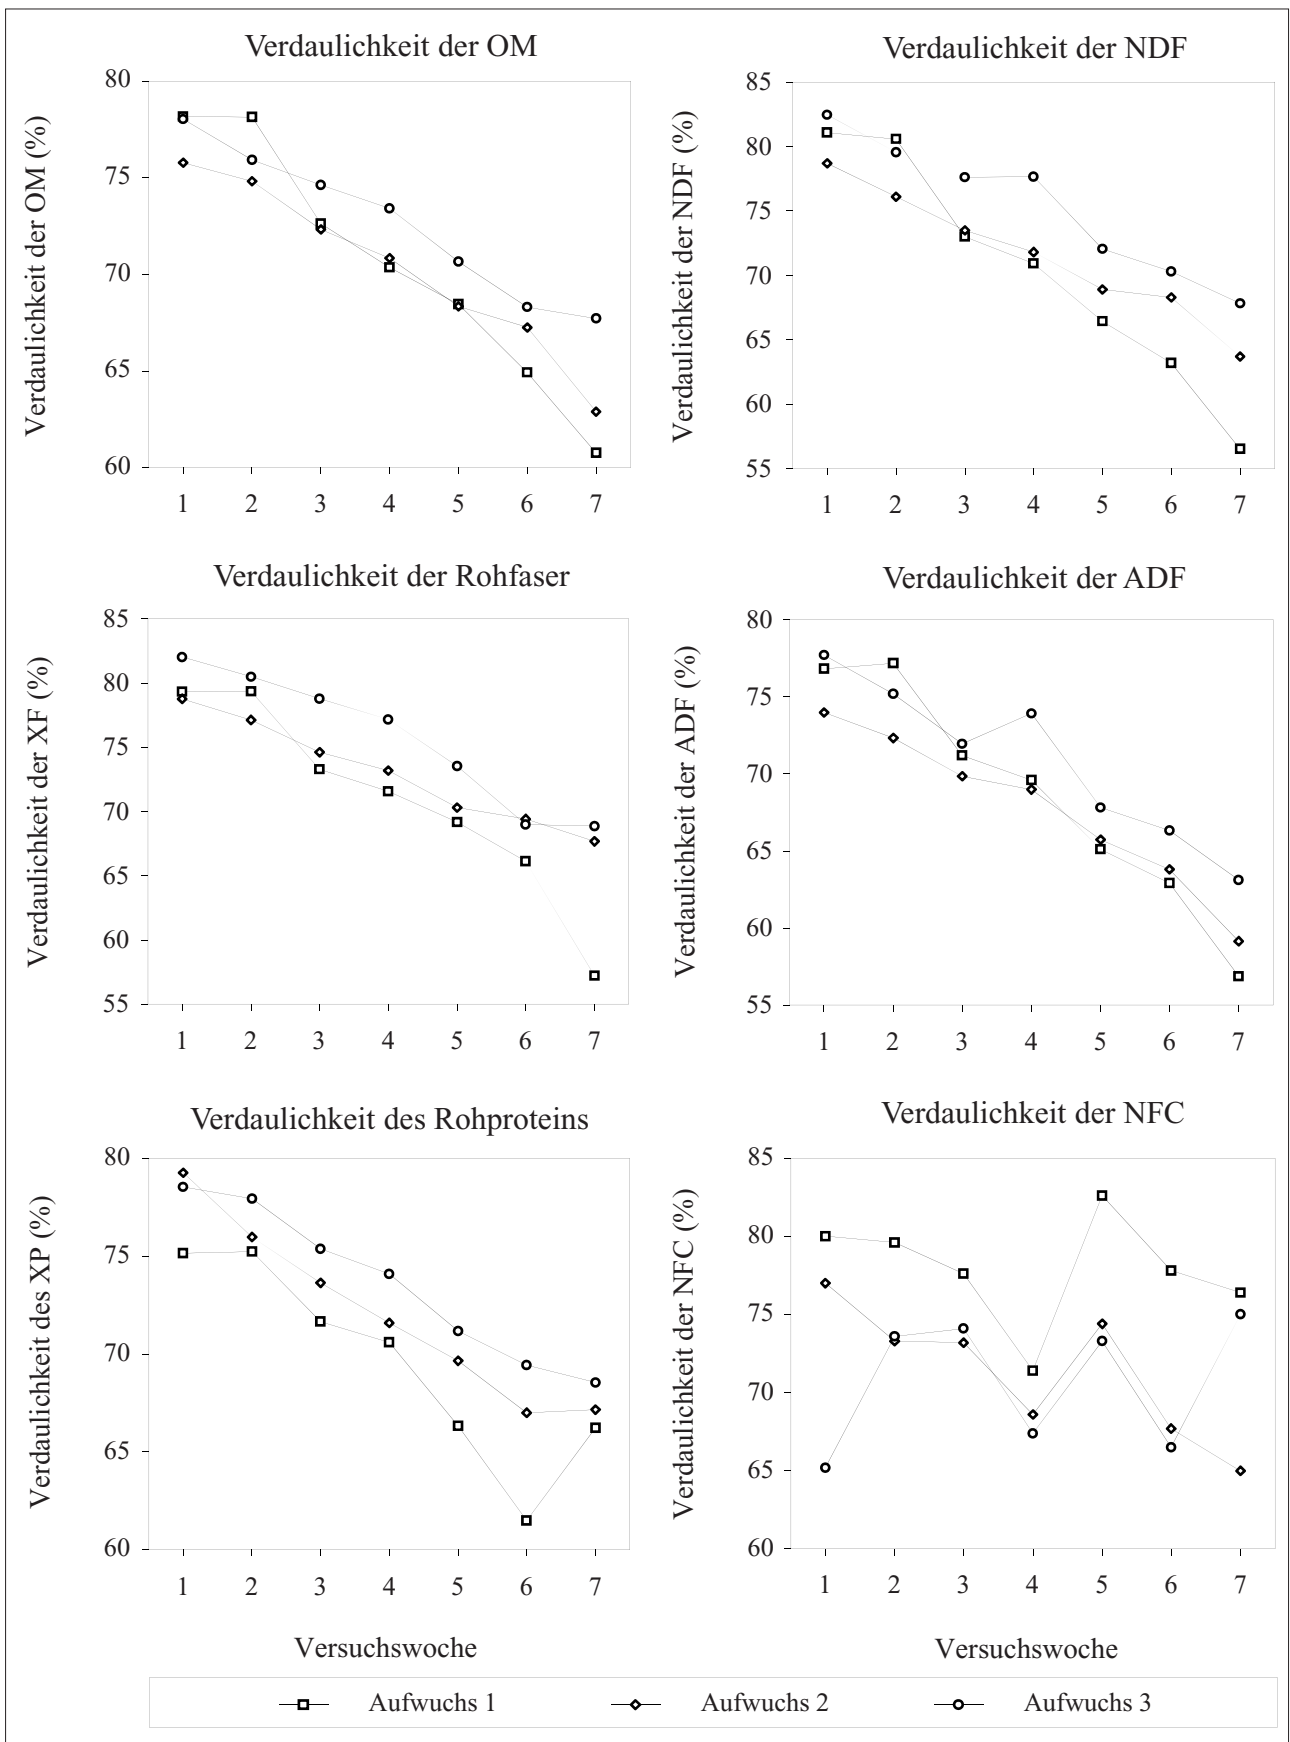 Verdaulichkeit der OM
Verdaulichkeit der OM (%)
80
75
70
65
60
1 2 3 4 5 6 7
Verdaulichkeit der NDF
Verdaulichkeit der NDF (%)
85
80
75
70
65
60
55
1 2 3 4 5 6 7
Verdaulichkeit der Rohfaser
Verdaulichkeit der XF (%)
85
80
75
70
65
60
55
1 2 3 4 5 6 7
Verdaulichkeit der ADF
Verdaulichkeit der ADF (%)
80
75
70
65
60
55
1 2 3 4 5 6 7
Verdaulichkeit des Rohproteins
Verdaulichkeit des XP (%)
80
75
70
65
60
1 2 3 4 5 6 7
Versuchswoche
Verdaulichkeit der NFC
Verdaulichkeit der NFC (%)
85
80
75
70
65
60
1 2 3 4 5 6 7
Versuchswoche
Aufwuchs 1 Aufwuchs 2 Aufwuchs 3